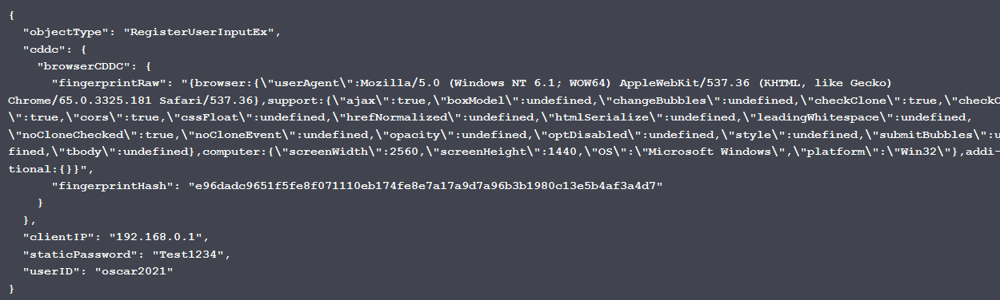 {
"objectType": "RegisterUserInputEx",
"cddc": {
"browserCDDC": {
"fingerprintRaw": "{browser:{\"userAgent\":Mozilla/5.0 (Windows NT 6.1; WOW64) AppleWebKit/537.36 (KHTML, like Gecko)
Chrome/65.0.3325.181 Safari/537.36},support:{\"ajax\":true,\"boxModel\":undefined,\"changeBubbles\":undefined,\"checkClone\":true,\"checkC
\":true,\"cors\":true,\"cssFloat\":undefined,\"hrefNormalized\":undefined,\"htmlSerialize\":undefined,\"leadingWhitespace\":undefined,
\"noCloneChecked\":true,\"noCloneEvent\":undefined,\"opacity\":undefined,\"optDisabled\":undefined,\"style\":undefined,\"submitBubbles\":u
fined,\"tbody\":undefined},computer:{\"screenWidth\":2560,\"screenHeight\":1440,\"OS\":\"Microsoft Windows\",\"platform\":\"Win32\"},addi-
tional:{}}",
"fingerprintHash": "e96dadc9651f5fe8f071110eb174fe8e7a17a9d7a96b3b1980c13e5b4af3a4d7"
}
},
"clientIP": "192.168.0.1",
"staticPassword": "Test1234",
"userID": "oscar2021"
}